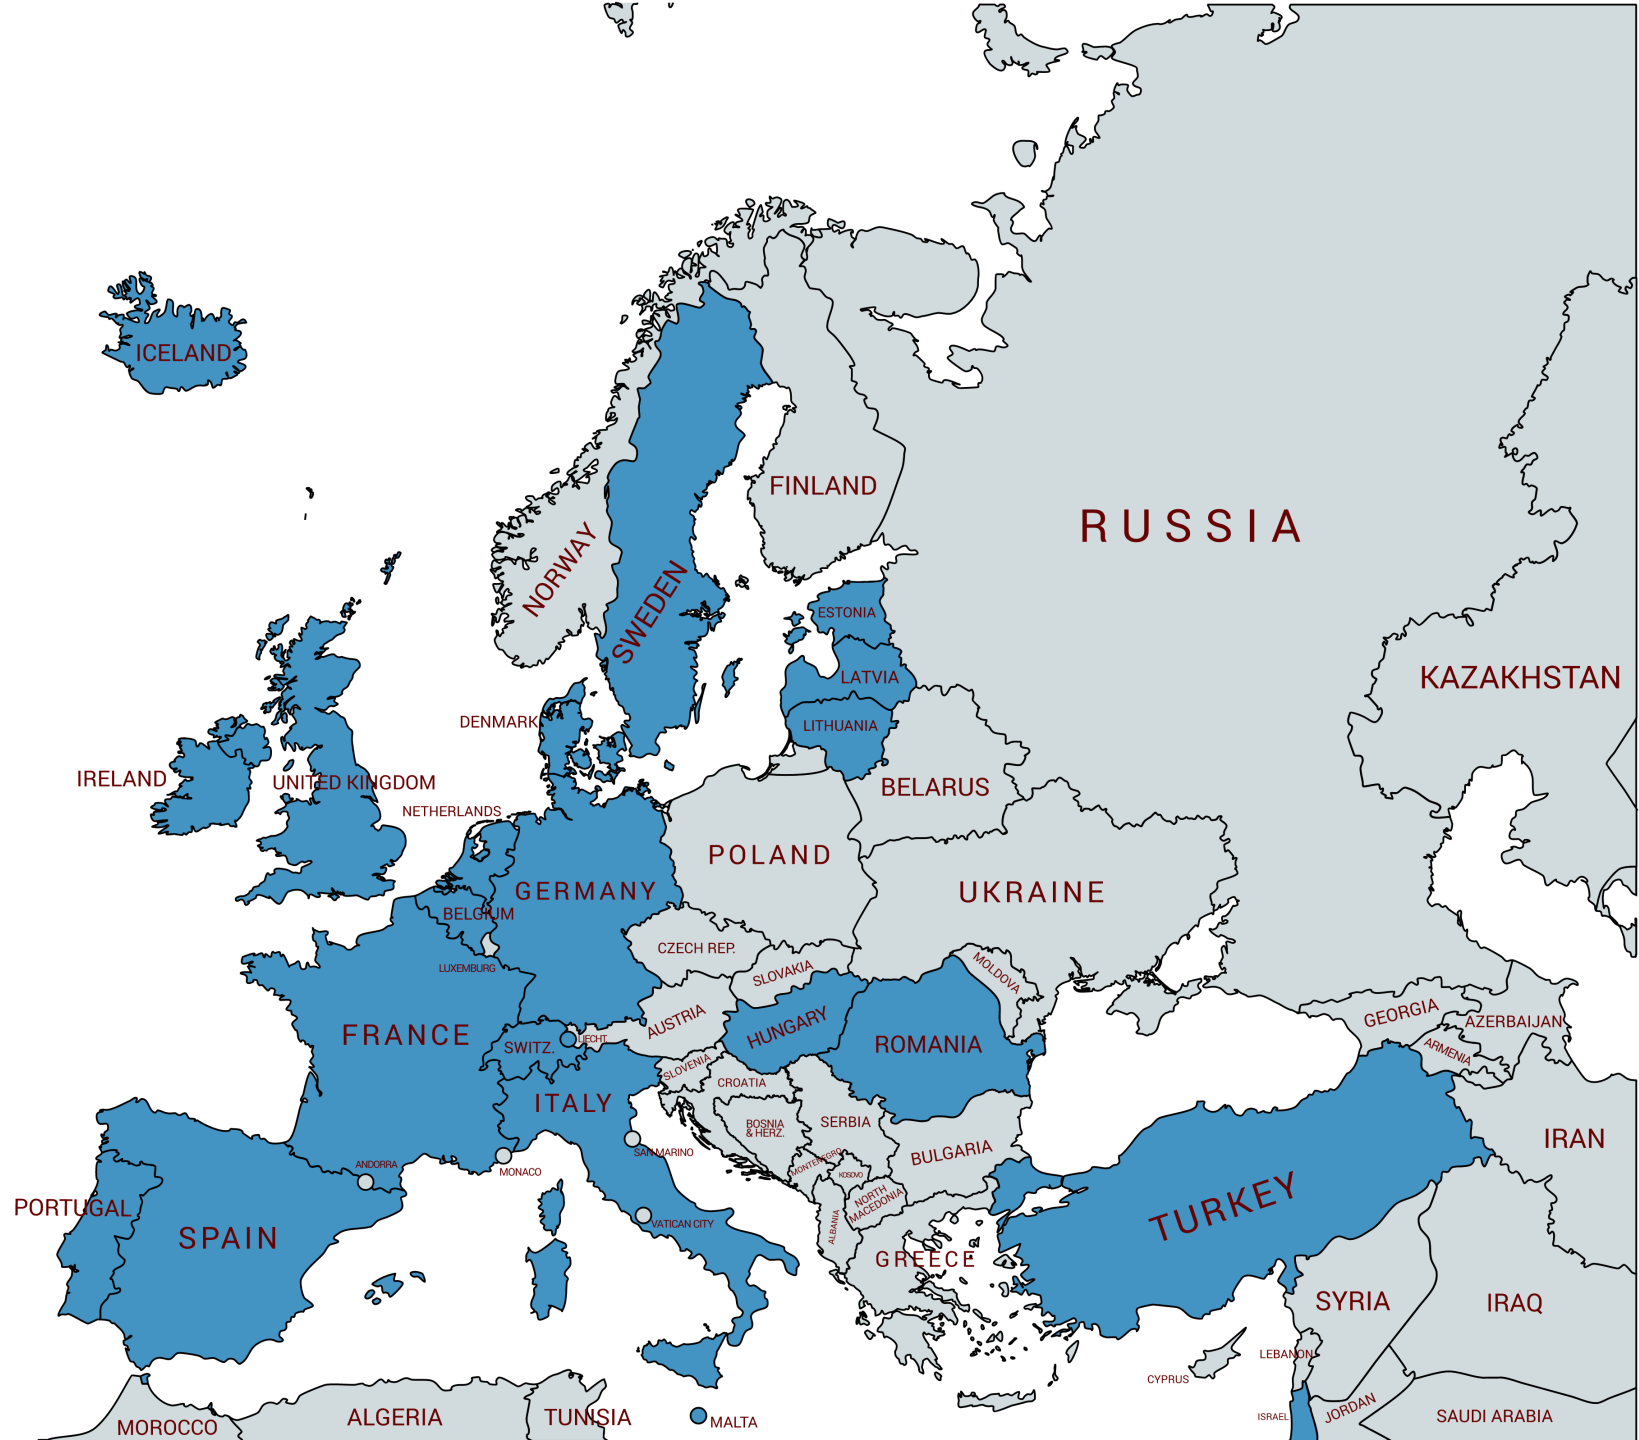 ICELAND
FINLAND
RUSSIA
NORWAY
SWEDEN
ESTONIA
KAZAKHSTAN
LATVIA
DENMARK
LITHUANIA
IRELAND
UNITED KINGDOM
BELARUS
NETHERLANDS
POLAND
GERMANY
UKRAINE
BELGIUM
CZECH REP.
LUXEMBURG
SLOVAKIA
MOLDOVA
AUSTRIA
HUNGARY
GEORGIA
AZERBAIJAN
FRANCE
SWITZ.
LIECHT.
ROMANIA
ARMENIA
SLOVENIA
CROATIA
ITALY
BOSNIA
& HERZ.
SERBIA
IRAN
SAN MARINO
BULGARIA
ANDORRA
MONACO
MONTENEGRO
KOSOVO
PORTUGAL
SPAIN
VATICAN CITY
NORTH
MACEDONIA
ALBANIA
TURKEY
GREECE
SYRIA
IRAQ
LEBANON
CYPRUS
MOROCCO
ALGERIA
TUNISIA
MALTA
ISRAEL
JORDAN
SAUDI ARABIA